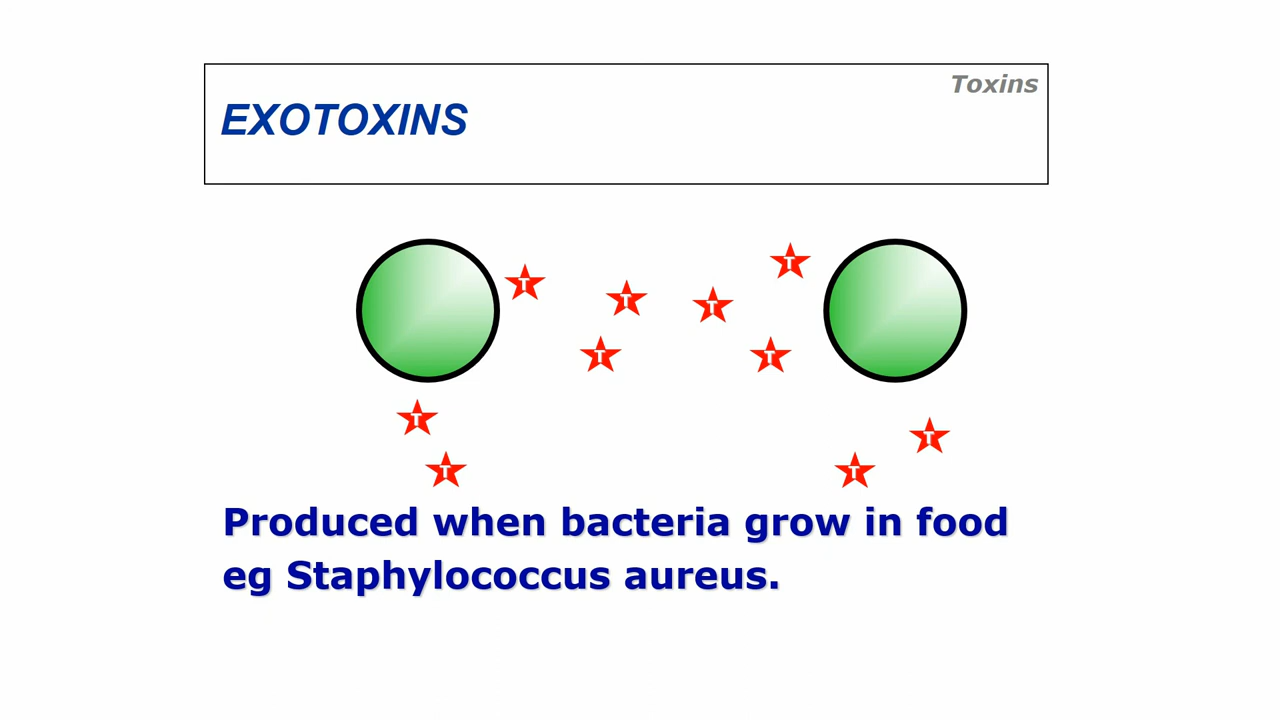 Toxins
EXOTOXINS
T
T
T
T
T
T
T
T
T
T
Produced when bacteria grow in food
eg Staphylococcus aureus.